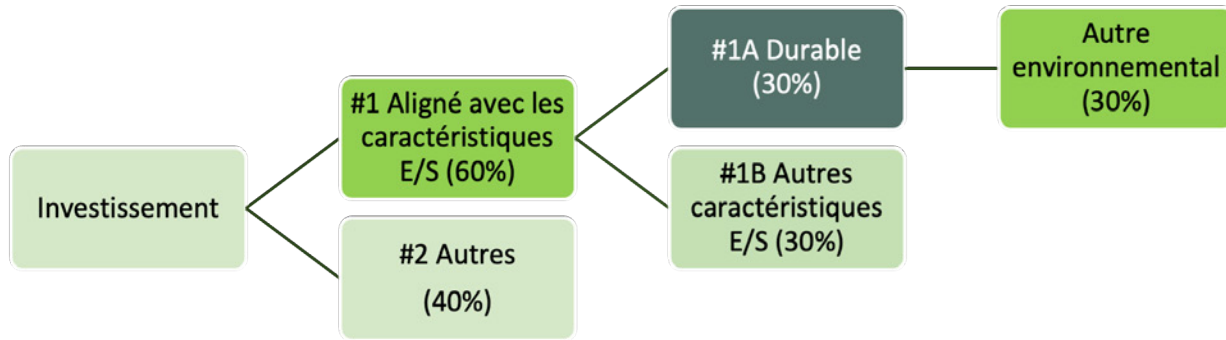 Investissement
#1 Aligné avec les
caractéristiques
E/S (60%)
#2 Autres
(40%)
#1A Durable
(30%)
#1B Autres
caractéristiques
E/S (30%)
Autre
environnemental
(30%)